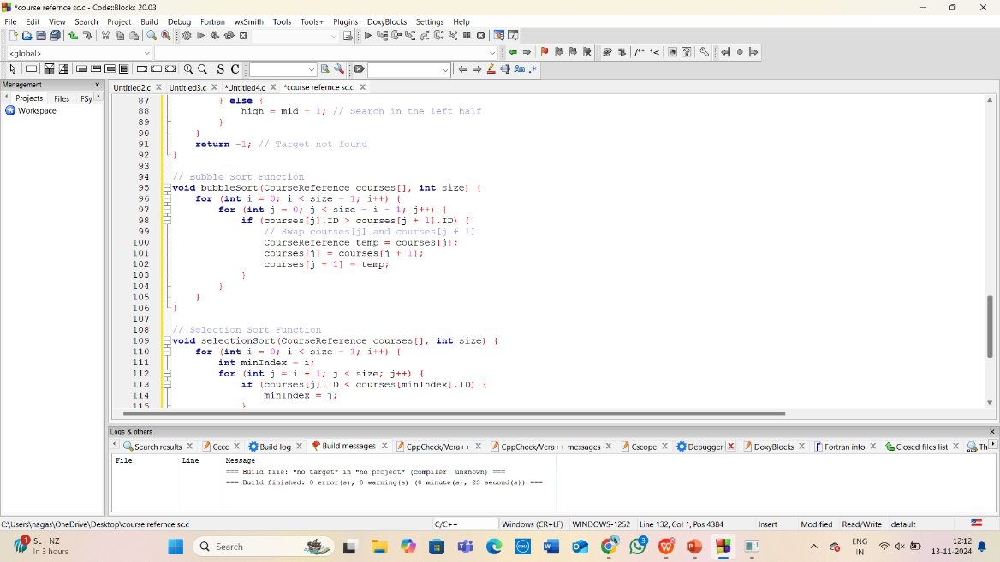 *course refernce sc.c - Code::Blocks 20.03
File Edit View Search Project Build Debug Fortran wxSmith Tools Tools+ Plugins DoxyBlocks Settings Help
<global>
S C
Management
Projects Files FSy
Workspace
Untitled2.c Untitled3.c *Untitled4.c *course refernce sc.c
87 } else {
88 high = mid - 1; // Search in the left half
89 }
90 }
91 return -1; // Target not found
92 }
93
94 // Bubble Sort Function
95 void bubbleSort(CourseReference courses[], int size) {
96 for (int i = 0; i < size - 1; i++) {
97 for (int j = 0; j < size - i - 1; j++) {
98 if (courses[j].ID > courses[j + 1].ID) {
99 // Swap courses[j] and courses[j + 1]
100 CourseReference temp = courses[j];
101 courses[j] = courses[j + 1];
102 courses[j + 1] = temp;
103 }
104 }
105 }
106 }
107
108 // Selection Sort Function
109 void selectionSort(CourseReference courses[], int size) {
110 for (int i = 0; i < size - 1; i++) {
111 int minIndex = i;
112 for (int j = i + 1; j < size; j++) {
113 if (courses[j].ID < courses[minIndex].ID) {
114 minIndex = j;
115 }
Logs & others
Search results Cccc Build log Build messages CppCheck/Vera++ CppCheck/Vera++ messages Cscope Debugger DoxyBlocks Fortran info Closed files list Th
File Line Message
=== Build file: "no target" in "no project" (compiler: unknown) ===
=== Build finished: 0 error(s), 0 warning(s) (0 minute(s), 23 second(s)) ===
C:\Users\nagas\OneDrive\Desktop\course refernce sc.c C/C++ Windows (CR+LF) WINDOWS-1252 Line 132, Col 1, Pos 4384 Insert Modified Read/Write default
1 SL - NZ
In 3 hours
Search
3
ENG
IN
12:12
13-11-2024